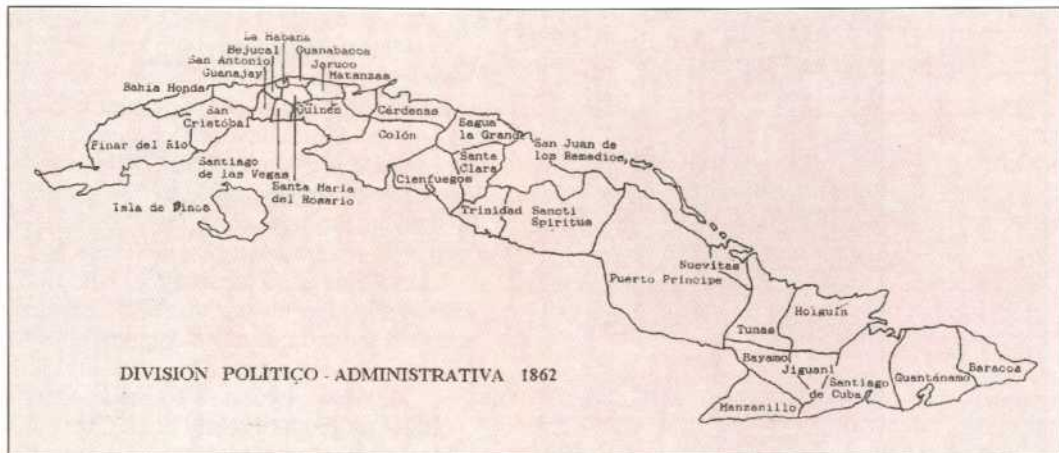 La Habana
Bejucal
Guanabacoa
San Antonio
Jaruco
Guanajay
Matanzas
Bahia Honda
San
Cristóbal
Güines
Cárdenas
Colón
Sagua
la Grande
San Juan de
los Remedios
Pinar del Rio
Santiago
de las Vegas
Santa Maria
del Rosario
Santa
Clara
Cienfuegos
Isla de Pinos
Trinidad
Sancti
Spiritus
Nuevitas
Puerto Principe
Holguín
Tunas
Bayamo
Jiguani
Santiago
de Cuba
Guantánamo
Baracoa
Manzanillo
DIVISION POLITIÇO - ADMINISTRATIVA 1862